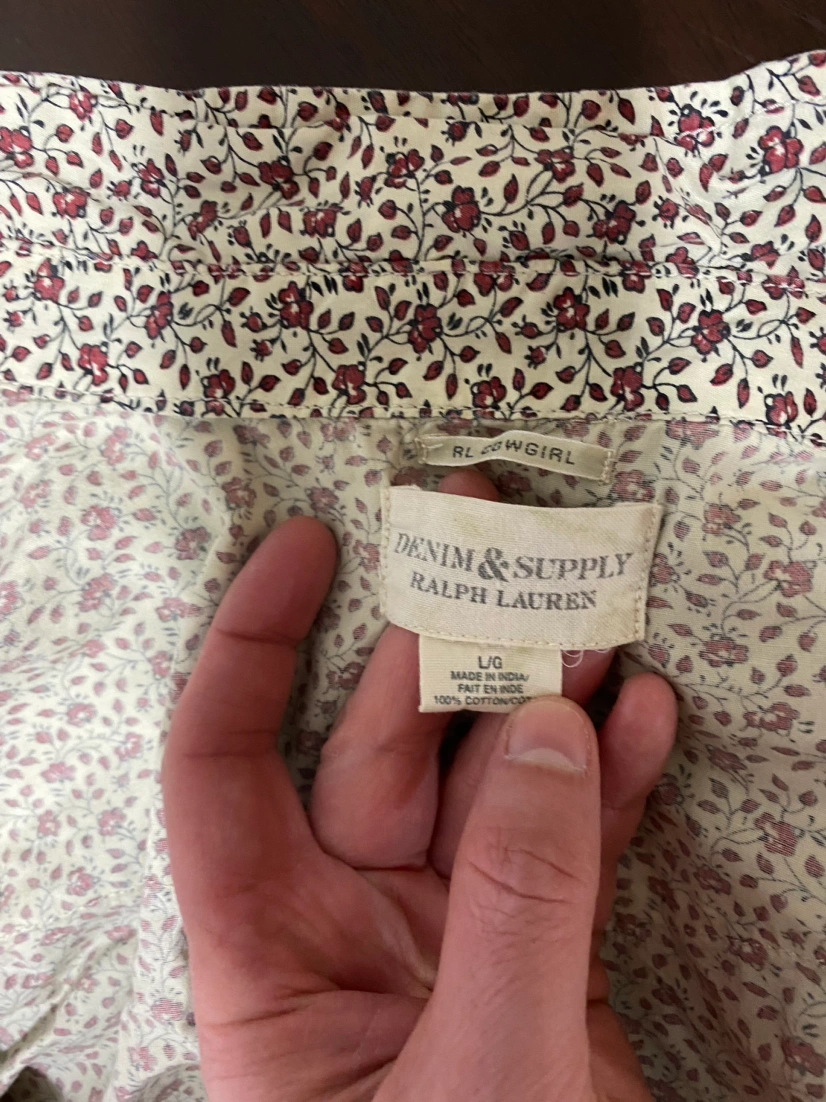 RL COWGIRL
DENIM & SUPPLY
RALPH LAUREN
L/G
MADE IN INDIA/
FAIT EN INDE
100% COTTON/